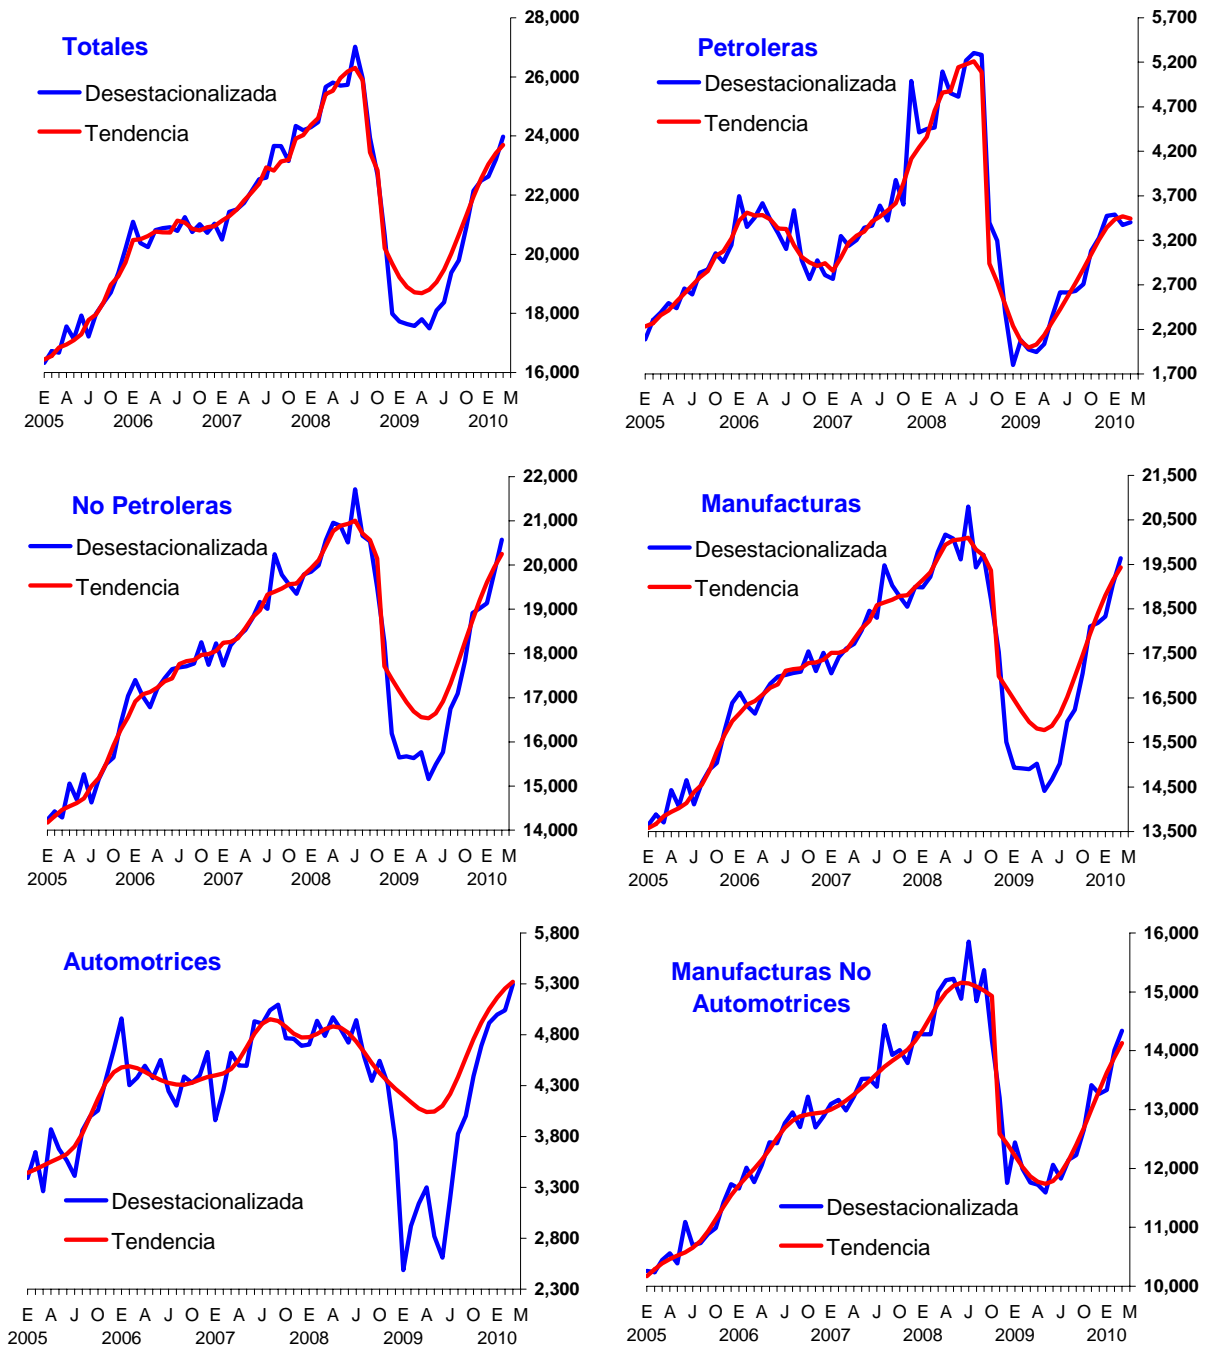 Totales
Desestacionalizada
Tendencia
28,000
26,000
24,000
22,000
20,000
18,000
16,000
E A J O E A J O E A J O E A J O E A J O E M
2005 2006 2007 2008 2009 2010
Petroleras
Desestacionalizada
Tendencia
5,700
5,200
4,700
4,200
3,700
3,200
2,700
2,200
1,700
E A J O E A J O E A J O E A J O E A J O E M
2005 2006 2007 2008 2009 2010
No Petroleras
Desestacionalizada
Tendencia
22,000
21,000
20,000
19,000
18,000
17,000
16,000
15,000
14,000
E A J O E A J O E A J O E A J O E A J O E M
2005 2006 2007 2008 2009 2010
Manufacturas
Desestacionalizada
Tendencia
21,500
20,500
19,500
18,500
17,500
16,500
15,500
14,500
13,500
E A J O E A J O E A J O E A J O E A J O E M
2005 2006 2007 2008 2009 2010
Automotrices
Desestacionalizada
Tendencia
5,800
5,300
4,800
4,300
3,800
3,300
2,800
2,300
E A J O E A J O E A J O E A J O E A J O E M
2005 2006 2007 2008 2009 2010
Manufacturas No
Automotrices
Desestacionalizada
Tendencia
16,000
15,000
14,000
13,000
12,000
11,000
10,000
E A J O E A J O E A J O E A J O E A J O E M
2005 2006 2007 2008 2009 2010